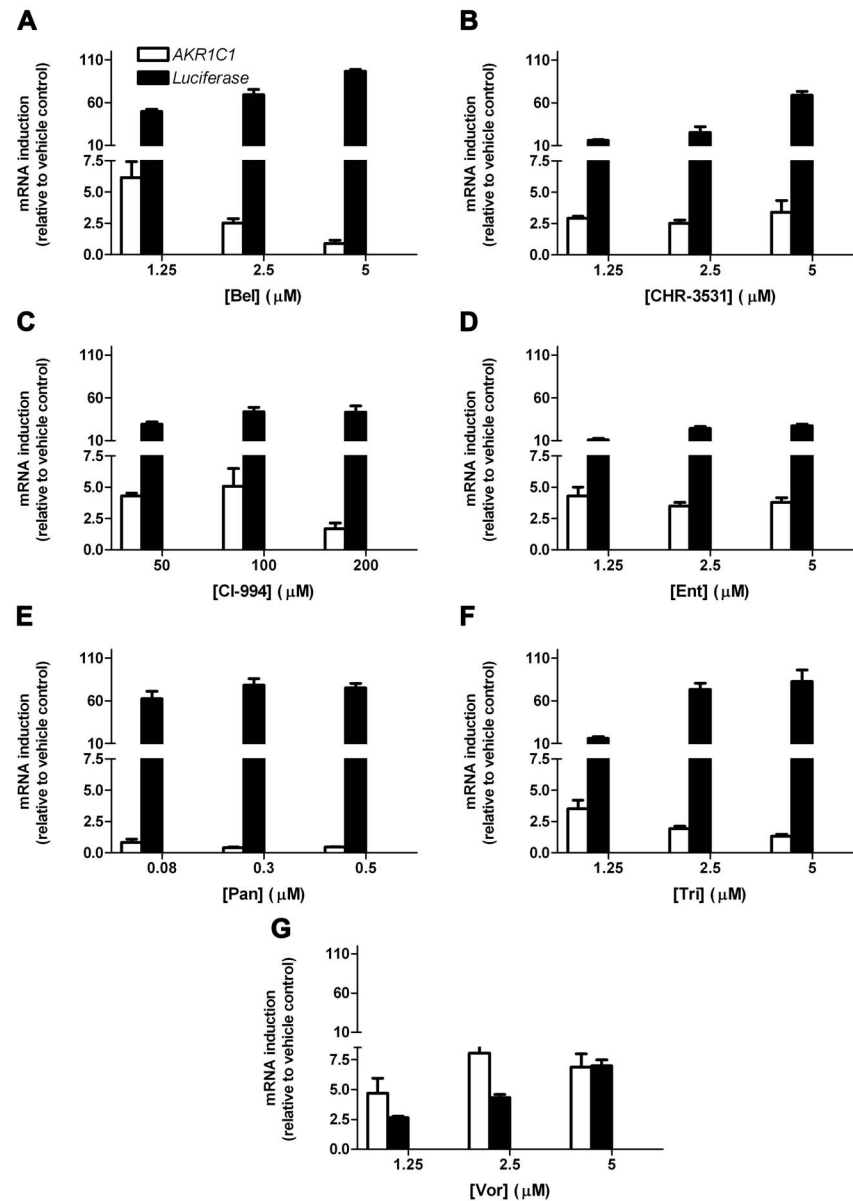 A
mRNA induction
(relative to vehicle control)
110
60
10
7.5
5.0
2.5
0.0
AKR1C1
Luciferase
1.25 2.5 5
[Bel] (μM)
B
mRNA induction
(relative to vehicle control)
110
60
10
7.5
5.0
2.5
0.0
1.25 2.5 5
[CHR-3531] (μM)
C
mRNA induction
(relative to vehicle control)
110
60
10
7.5
5.0
2.5
0.0
50 100 200
[CI-994] (μM)
D
mRNA induction
(relative to vehicle control)
110
60
10
7.5
5.0
2.5
0.0
1.25 2.5 5
[Ent] (μM)
E
mRNA induction
(relative to vehicle control)
110
60
10
7.5
5.0
2.5
0.0
0.08 0.3 0.5
[Pan] (μM)
F
mRNA induction
(relative to vehicle control)
110
60
10
7.5
5.0
2.5
0.0
1.25 2.5 5
[Tri] (μM)
G
mRNA induction
(relative to vehicle control)
110
60
10
7.5
5.0
2.5
0.0
1.25 2.5 5
[Vor] (μM)